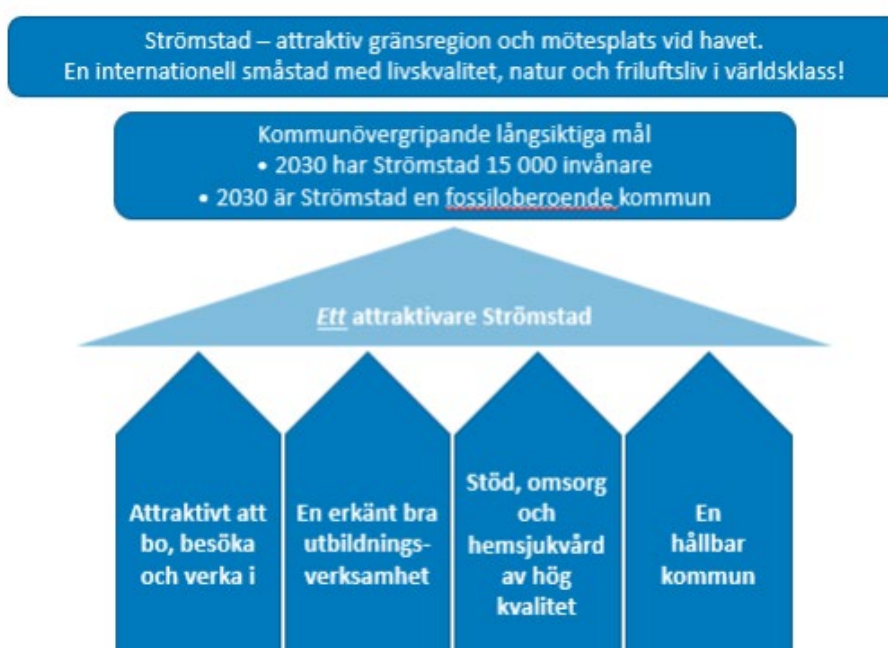 Strömstad – attraktiv gränsregion och mötesplats vid havet.
En internationell småstad med livskvalitet, natur och friluftsliv i världsklass!
Kommunövergripande långsiktiga mål
• 2030 har Strömstad 15 000 invånare
• 2030 är Strömstad en fossiloberoende kommun
Ett attraktivare Strömstad
Attraktivt att
bo, besöka
och verka i
En erkänt bra
utbildnings-
verksamhet
Stöd, omsorg
och
hemsjukvård
av hög
kvalitet
En
hållbar
kommun